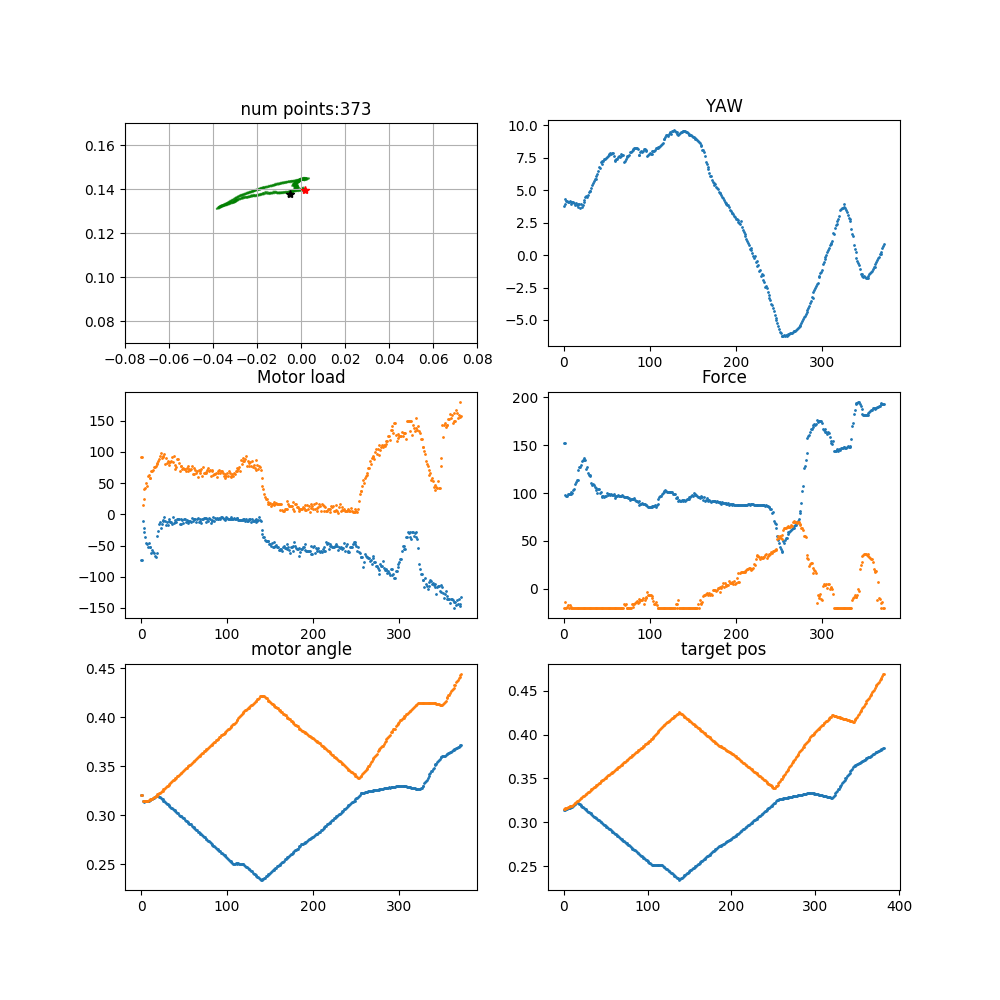 num points:373
0.16
0.14
0.12
0.10
0.08
−0.08 −0.06 −0.04 −0.02 0.00 0.02 0.04 0.06 0.08
YAW
10.0
7.5
5.0
2.5
0.0
−2.5
−5.0
0 100 200 300
Motor load
150
100
50
0
−50
−100
−150
0 100 200 300
Force
200
150
100
50
0
0 100 200 300
motor angle
0.45
0.40
0.35
0.30
0.25
0 100 200 300
target pos
0.45
0.40
0.35
0.30
0.25
0 100 200 300 400